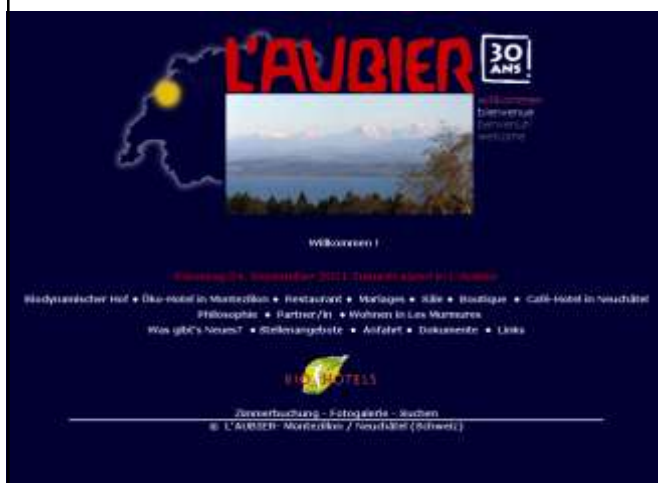 L'AUBIER
30
ANS!
willkommen
bienvenue
benvenuti
welcome
Willkommen !
2011
Biodynamischer Hof • Öko-Hotel in Montezillon • Restaurant • Mariages • Säle • Boutique • Café-Hotel in Neuchâtel
Philosophie • Partner/in • Wohnen in Les Murmures
Was gibt's Neues? • Stellenangebote • Anfahrt • Dokumente • Links
BIO HOTELS
Zimmerbuchung - Fotogalerie - Suchen
© L'AUBIER- Montezillon / Neuchâtel (Schweiz)